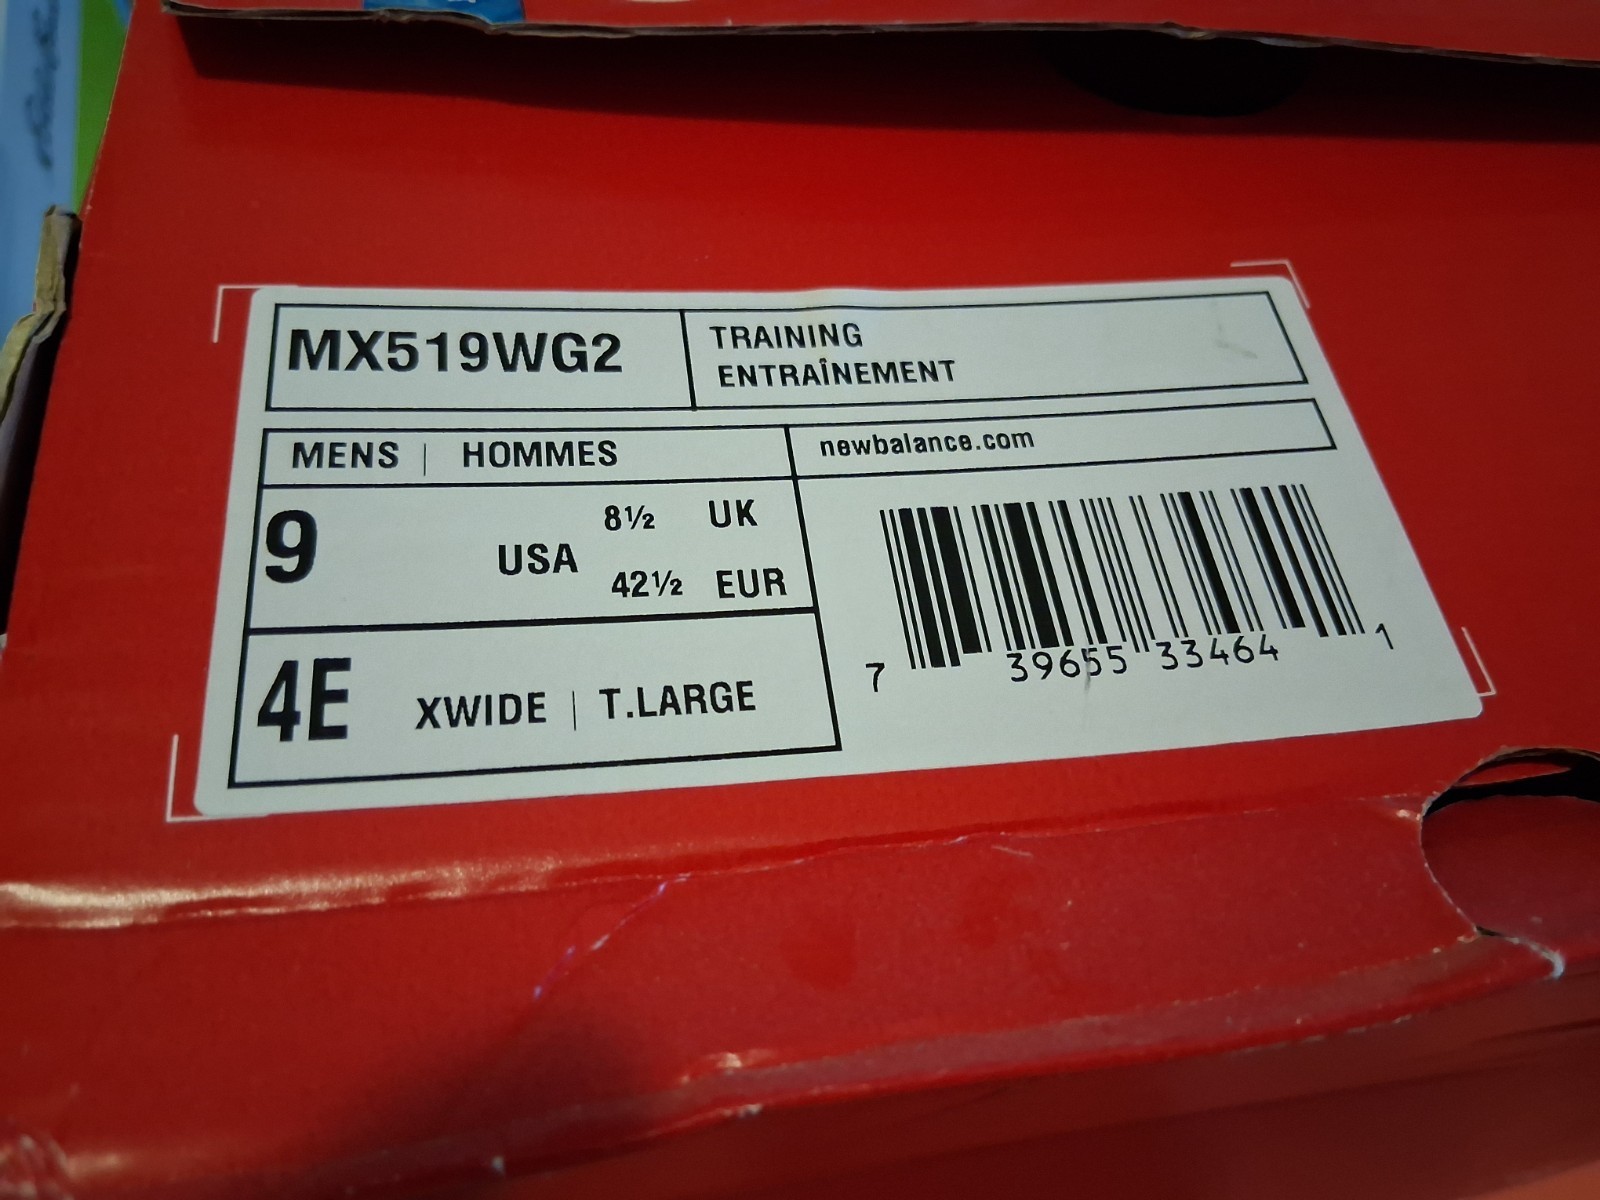 MX519WG2
TRAINING
ENTRAÎNEMENT
MENS | HOMMES
newbalance.com
9 USA
8½ UK
42½ EUR
4E XWIDE | T.LARGE
7 39655 33464 1